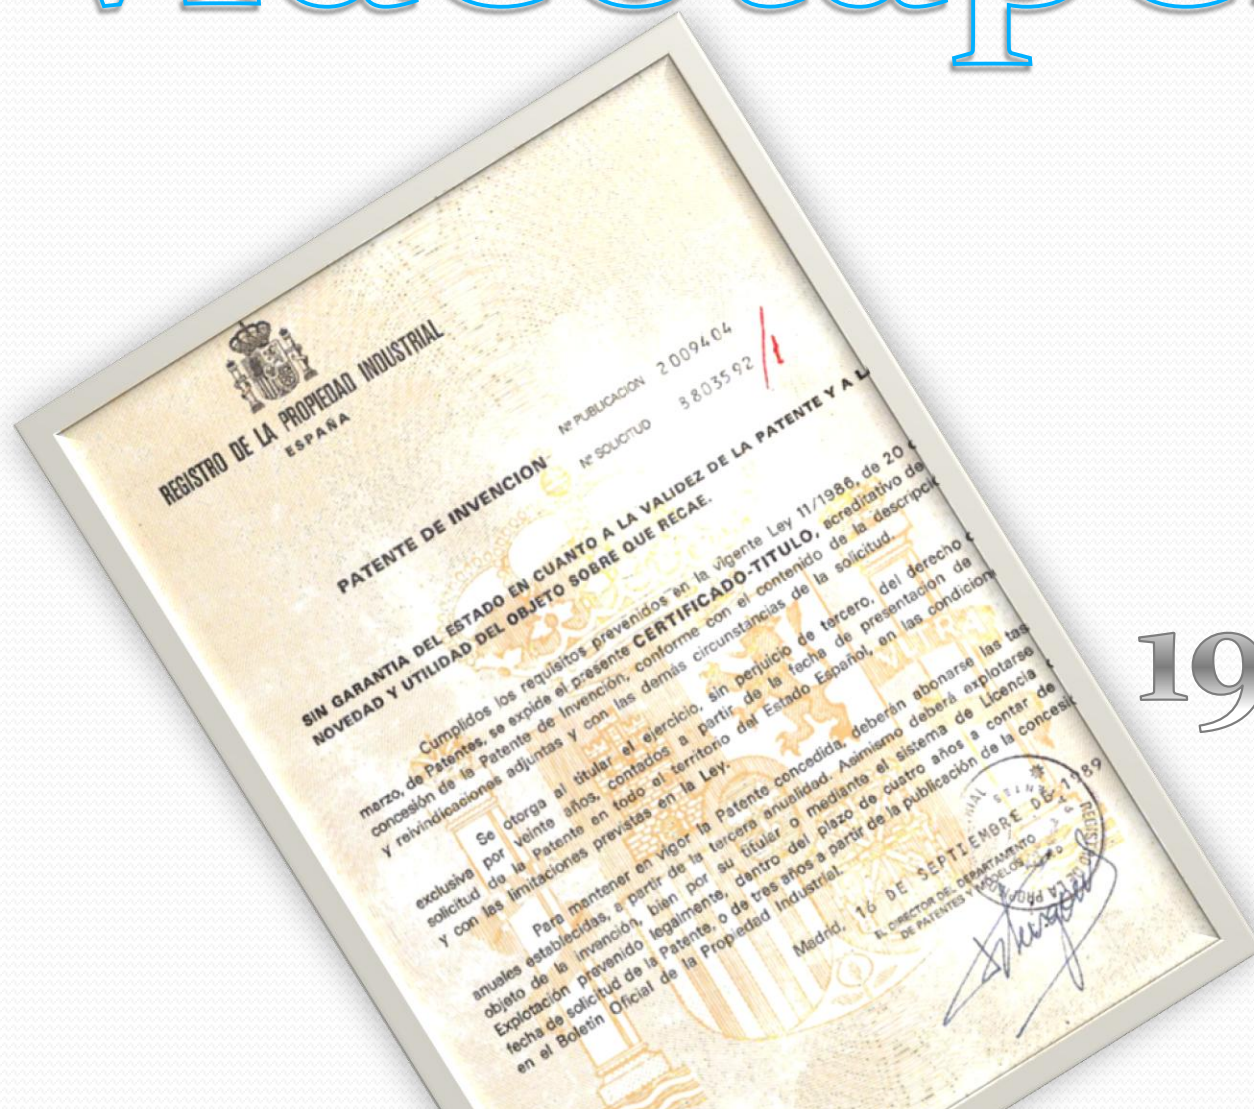 REGISTRO DE LA PROPIEDAD INDUSTRIAL
ESPAÑA
Nº PUBLICACION 2009404
Nº SOLICITUD 8803592
PATENTE DE INVENCION
SIN GARANTIA DEL ESTADO EN CUANTO A LA VALIDEZ DE LA PATENTE Y A LA
NOVEDAD Y UTILIDAD DEL OBJETO SOBRE QUE RECAE.
Cumplidos los requisitos prevenidos en la vigente Ley 11/1986, de 20
marzo, de Patentes, se expide el presente CERTIFICADO-TITULO, acreditativo de
concesión de la Patente de Invención, conforme con el contenido de la
y reivindicaciones adjuntas y con las demás circunstancias de la solicitud.
Se otorga al titular el ejercicio, sin perjuicio de tercero, del derecho
exclusiva por veinte años, contados a partir de la fecha de presentación de
solicitud de la Patente en todo el territorio del Estado Español, en las
y con las limitaciones previstas en la Ley.
Para mantener en vigor la Patente concedida, deberán abonarse las
anuales establecidas, a partir de la tercera anualidad. Asimismo deberá explotarse
objeto de la invención, bien por su titular o mediante el sistema de Licencia
Explotación prevenido legalmente, dentro del plazo de cuatro años a contar de
fecha de solicitud de la Patente, o de tres años a partir de la publicación de la
en el Boletín Oficial de la Propiedad Industrial.
Madrid, 16 DE SEPTIEMBRE DE 1989
EL DIRECTOR DEL DEPARTAMENTO
DE PATENTES Y MODELOS
PLUS VLTRA
19